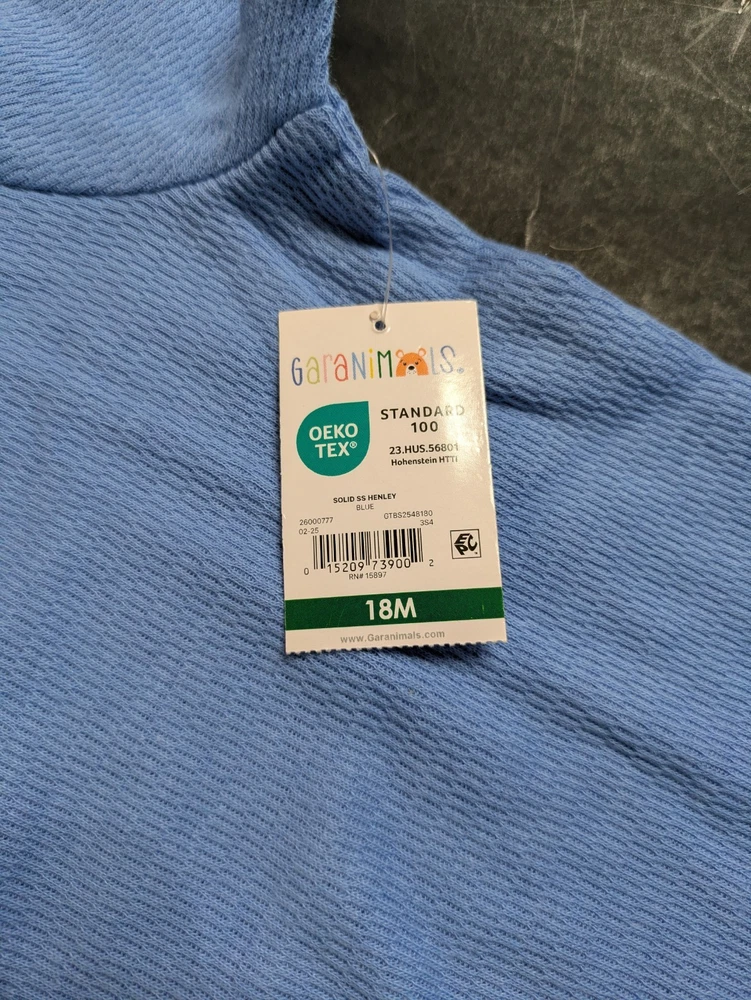 GaraNiMALS®
OEKO
TEX®
STANDARD
100
23.HUS.56801
Hohenstein HTTI
SOLID SS HENLEY
BLUE
26000777 GTBS2548180
02-25 3S4
0 15209 73900 2
EPC
RN# 15897
18M
www.Garanimals.com